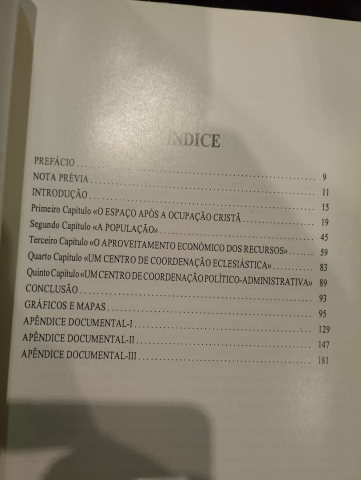 ÍNDICE
PREFÁCIO 9
NOTA PRÉVIA 11
INTRODUÇÃO 15
Primeiro Capítulo «O ESPAÇO APÓS A OCUPAÇÃO CRISTÃ 19
Segundo Capítulo «A POPULAÇÃO» 45
Terceiro Capítulo «O APROVEITAMENTO ECONÓMICO DOS RECURSOS» 59
Quarto Capítulo «UM CENTRO DE COORDENAÇÃO ECLESIÁSTICA» 83
Quinto Capítulo «UM CENTRO DE COORDENAÇÃO POLÍTICO-ADMINISTRATIVA» 89
CONCLUSÃO 93
GRÁFICOS E MAPAS 95
APÊNDICE DOCUMENTAL-I 129
APÊNDICE DOCUMENTAL-II 147
APÊNDICE DOCUMENTAL-III 181